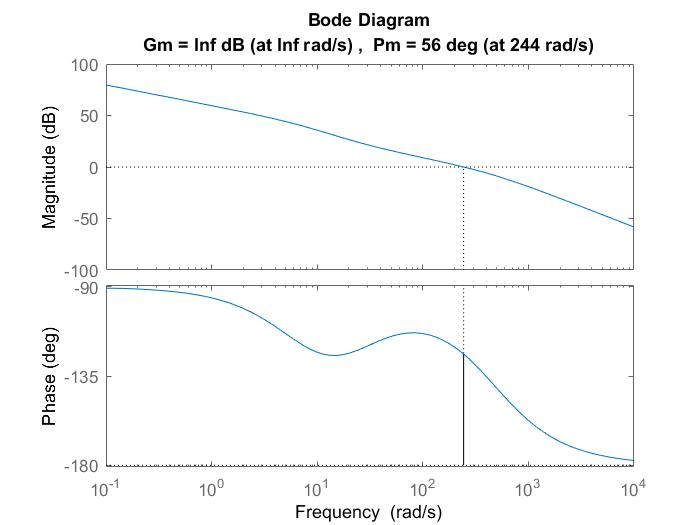 Bode Diagram
Gm = Inf dB (at Inf rad/s) ,  Pm = 56 deg (at 244 rad/s)
100
50
0
-50
-100
Magnitude (dB)
-90
-135
-180
Phase (deg)
10^-1 10^0 10^1 10^2 10^3 10^4
Frequency  (rad/s)